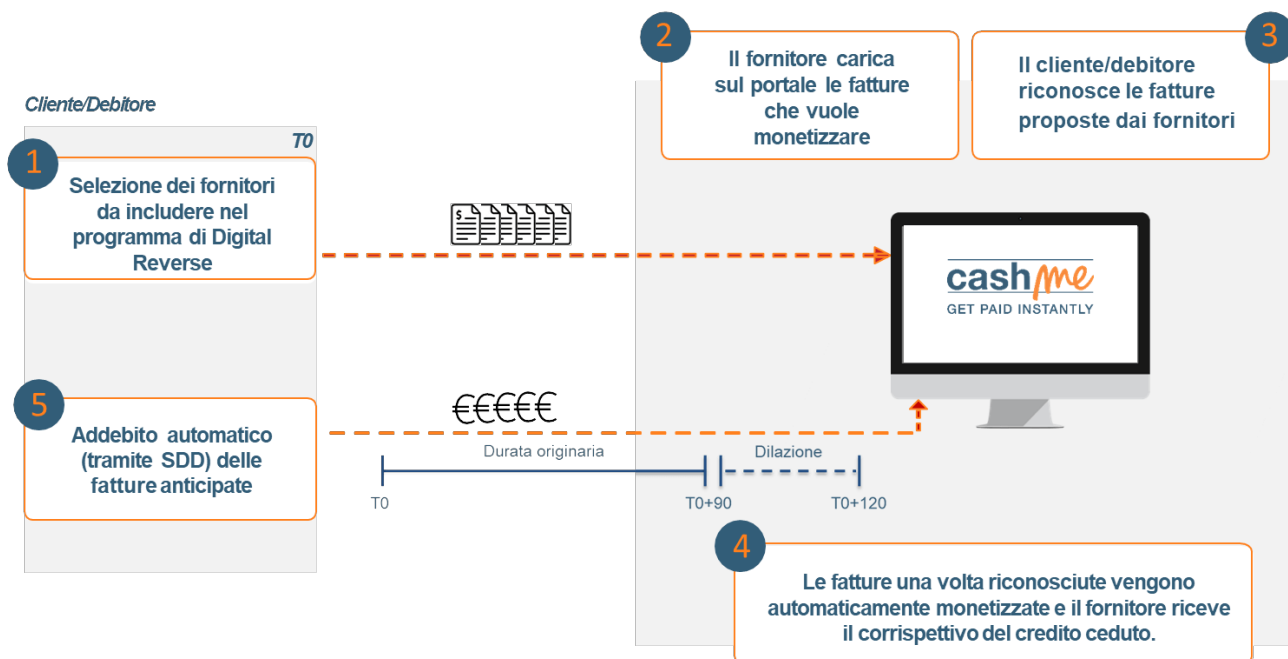 Cliente/Debitore
T0
1
Selezione dei fornitori
da includere nel
programma di Digital
Reverse
2
Il fornitore carica
sul portale le fatture
che vuole
monetizzare
3
Il cliente/debitore
riconosce le fatture
proposte dai fornitori
$
cashme
GET PAID INSTANTLY
5
Addebito automatico
(tramite SDD) delle
fatture anticipate
€€€€€
Durata originaria
Dilazione
T0
T0+90
T0+120
4
Le fatture una volta riconosciute vengono
automaticamente monetizzate e il fornitore riceve
il corrispettivo del credito ceduto.